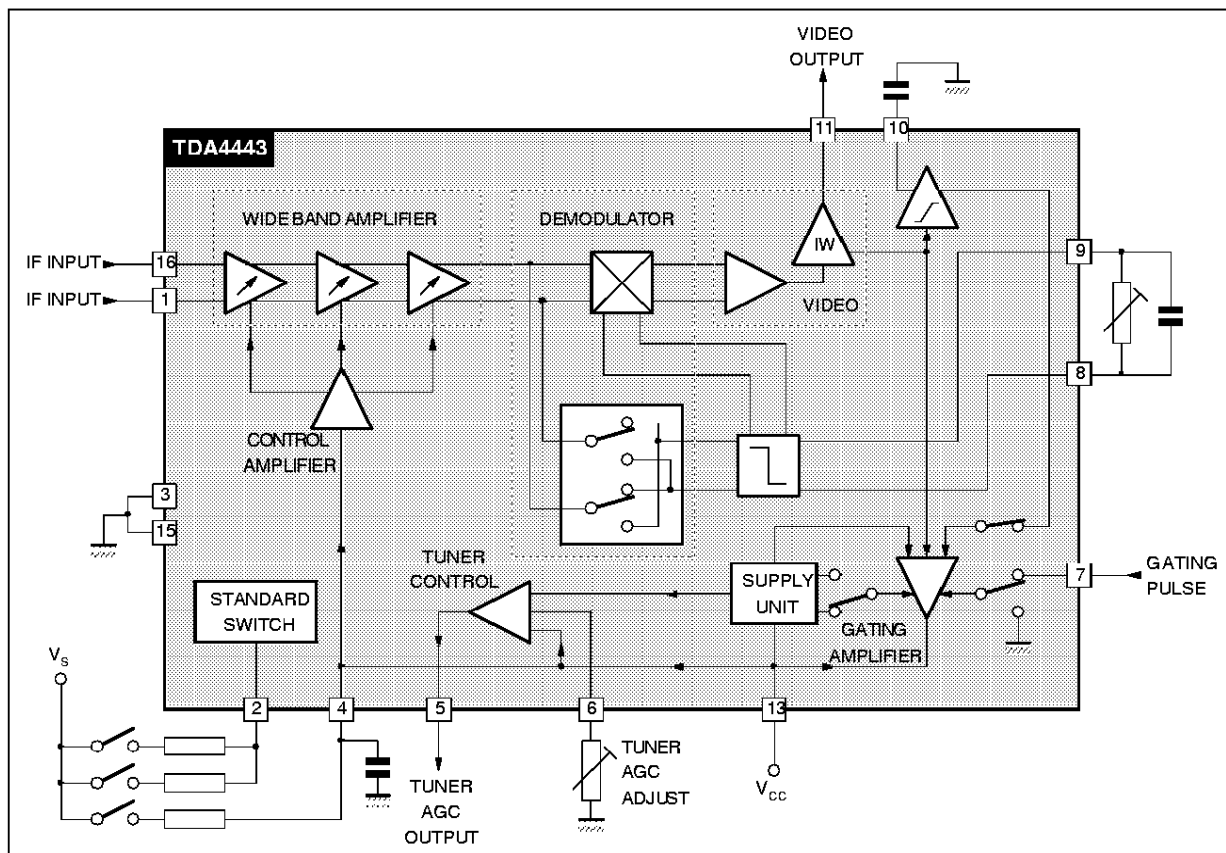 VIDEO
OUTPUT
11
10
TDA4443
WIDE BAND AMPLIFIER
DEMODULATOR
IW
VIDEO
IF INPUT
16
IF INPUT
1
9
8
CONTROL
AMPLIFIER
3
15
TUNER
CONTROL
STANDARD
SWITCH
SUPPLY
UNIT
GATING
AMPLIFIER
7
GATING
PULSE
VS
2
4
5
6
13
TUNER
AGC
OUTPUT
TUNER
AGC
ADJUST
VCC